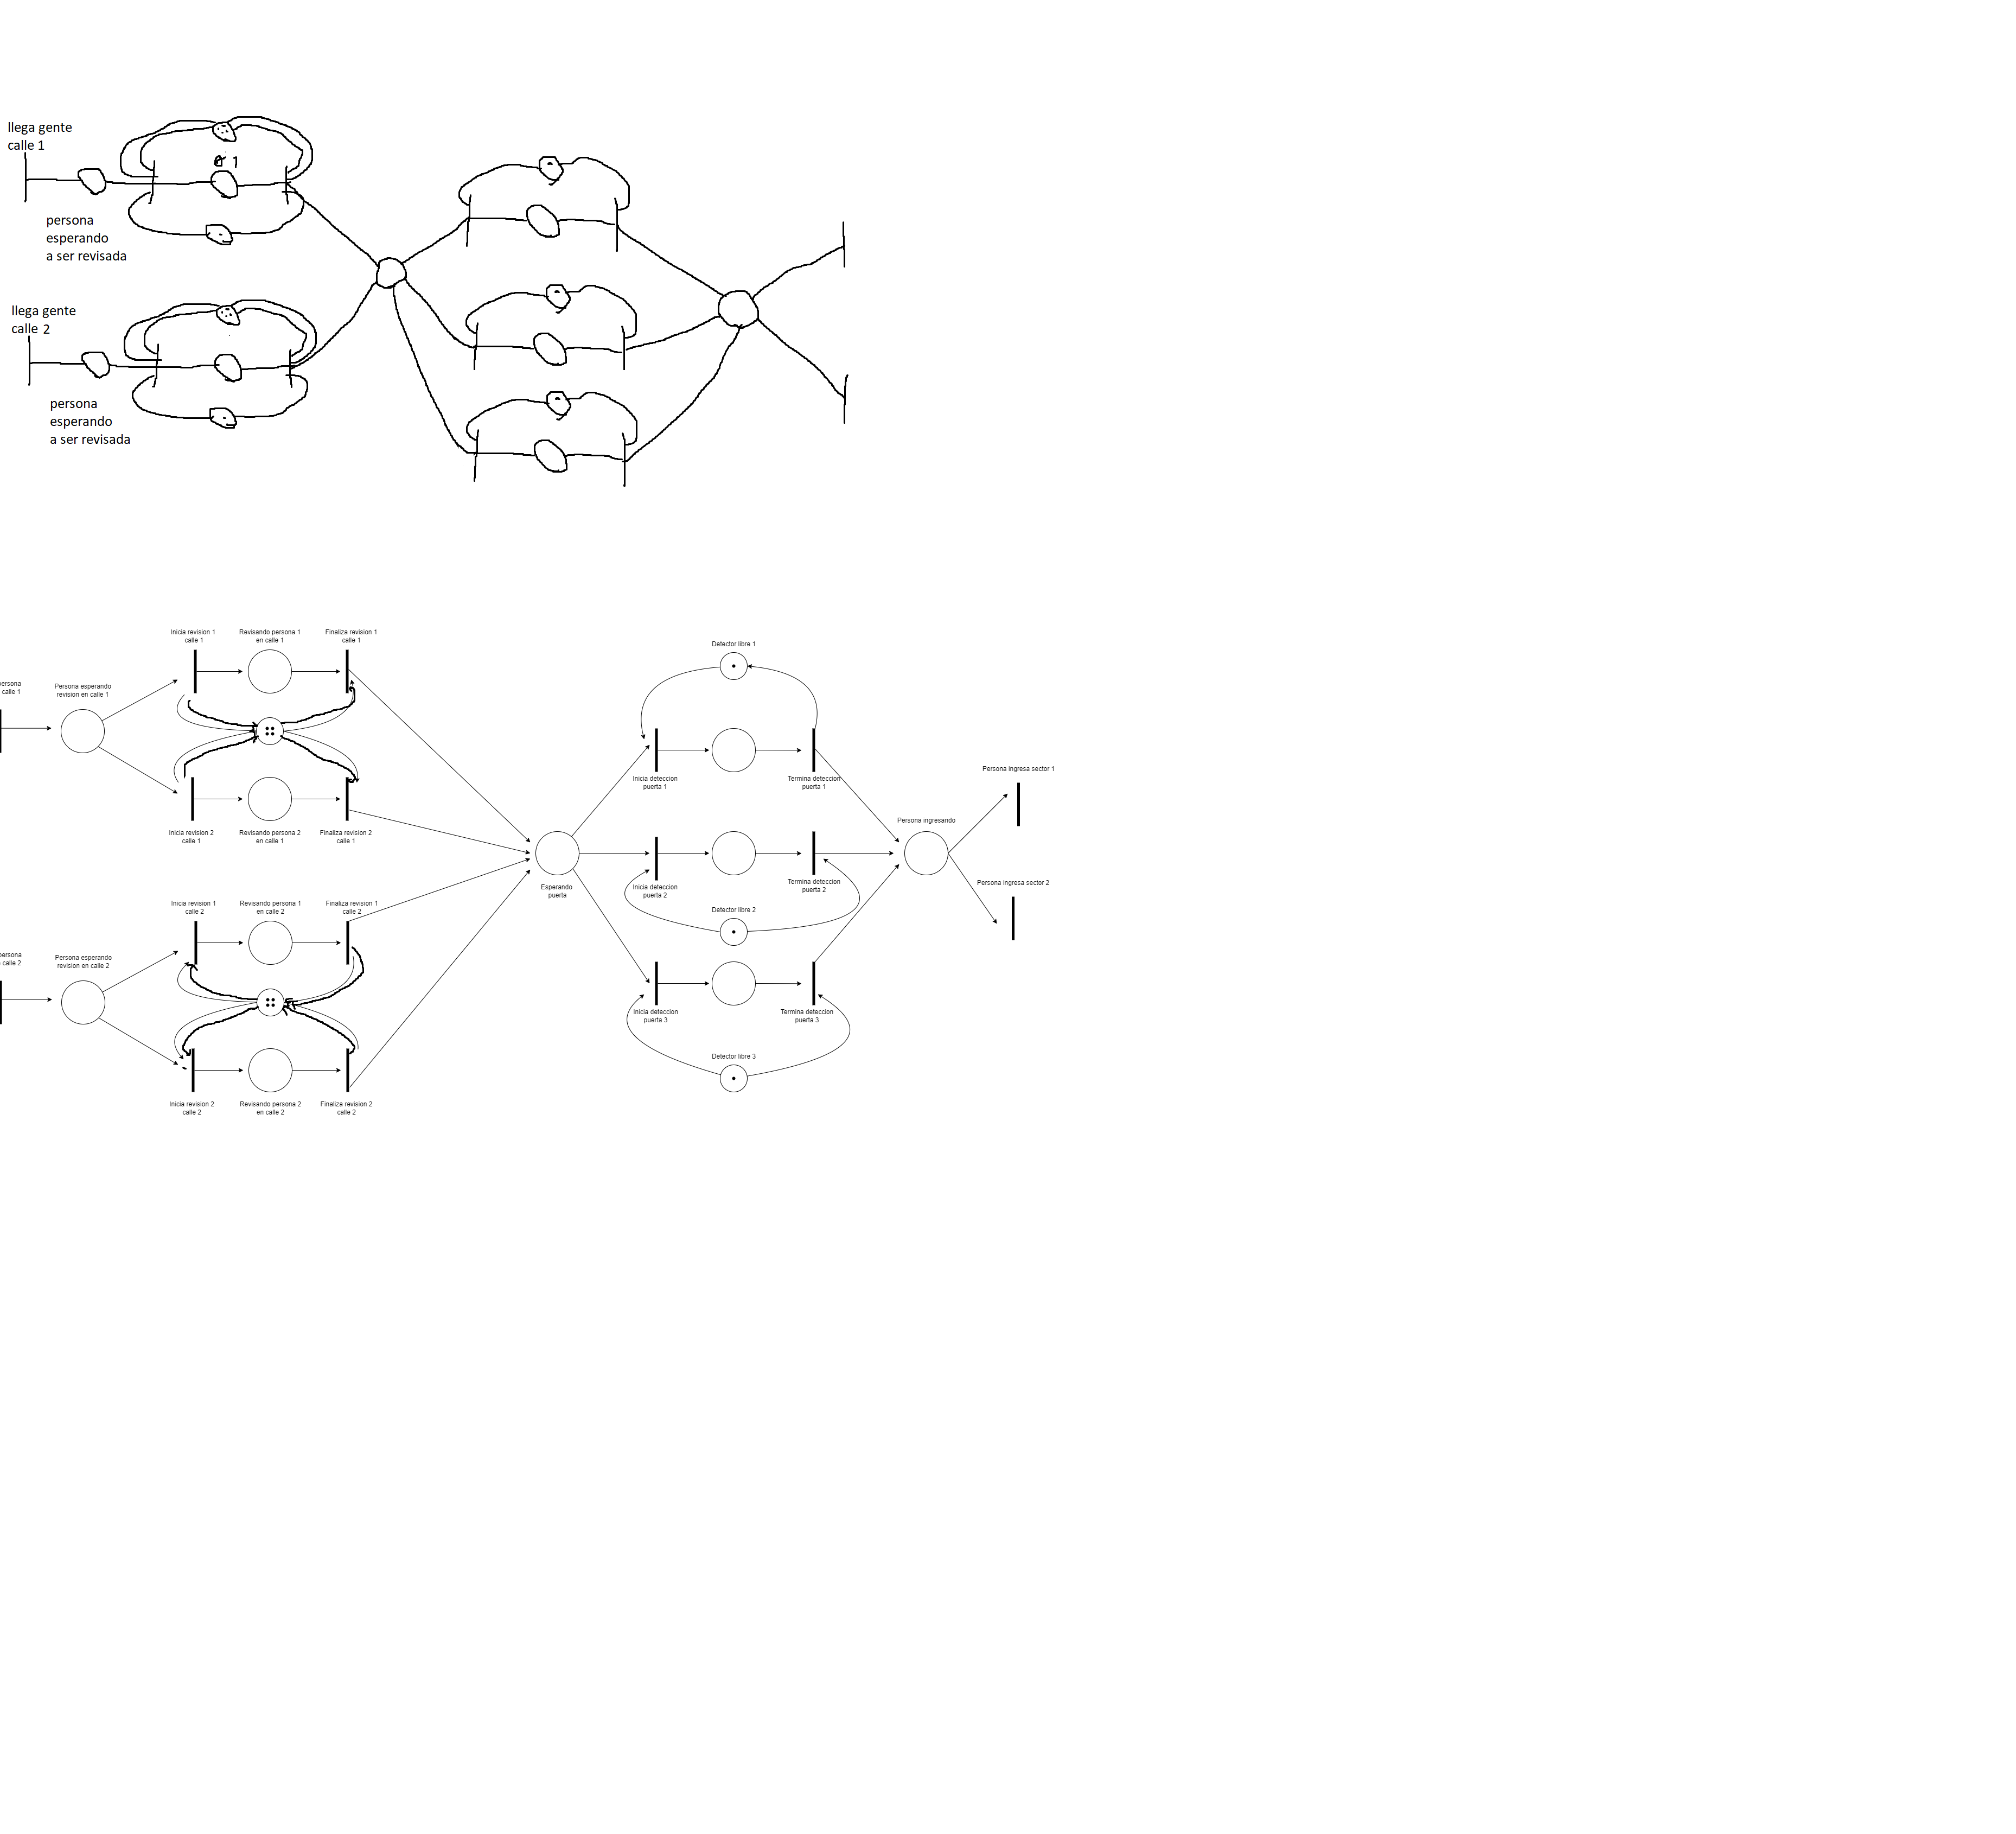 llega gente
calle 1
1
persona
esperando
a ser revisada
llega gente
calle 2
persona
esperando
a ser revisada
Inicia revision 1
calle 1
Revisando persona 1
en calle 1
Finaliza revision 1
calle 1
Detector libre 1
persona
calle 1
Persona esperando
revision en calle 1
Inicia deteccion
puerta 1
Termina deteccion
puerta 1
Persona ingresa sector 1
Inicia revision 2
calle 1
Revisando persona 2
en calle 1
Finaliza revision 2
calle 1
Persona ingresando
Esperando
puerta
Inicia deteccion
puerta 2
Termina deteccion
puerta 2
Persona ingresa sector 2
Inicia revision 1
calle 2
Revisando persona 1
en calle 2
Finaliza revision 1
calle 2
Detector libre 2
persona
calle 2
Persona esperando
revision en calle 2
Inicia deteccion
puerta 3
Termina deteccion
puerta 3
Detector libre 3
Inicia revision 2
calle 2
Revisando persona 2
en calle 2
Finaliza revision 2
calle 2